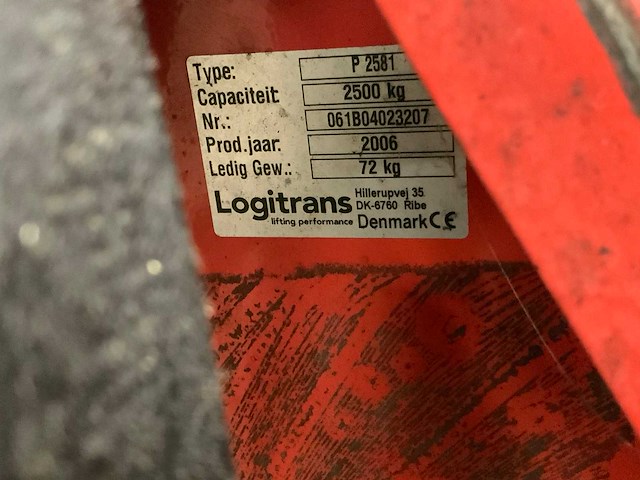 Type: P 2581
Capaciteit: 2500 kg
Nr.: 061B04023207
Prod.jaar: 2006
Ledig Gew.: 72 kg
Logitrans Hillerupvej 35
DK-6760 Ribe
lifting performance Denmark CE